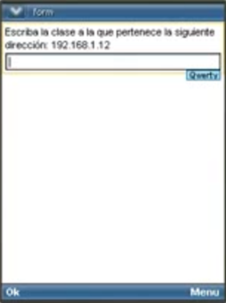 form
Escriba la clase a la que pertenece la siguiente
dirección: 192.168.1.12
Qwerty
Ok Menu